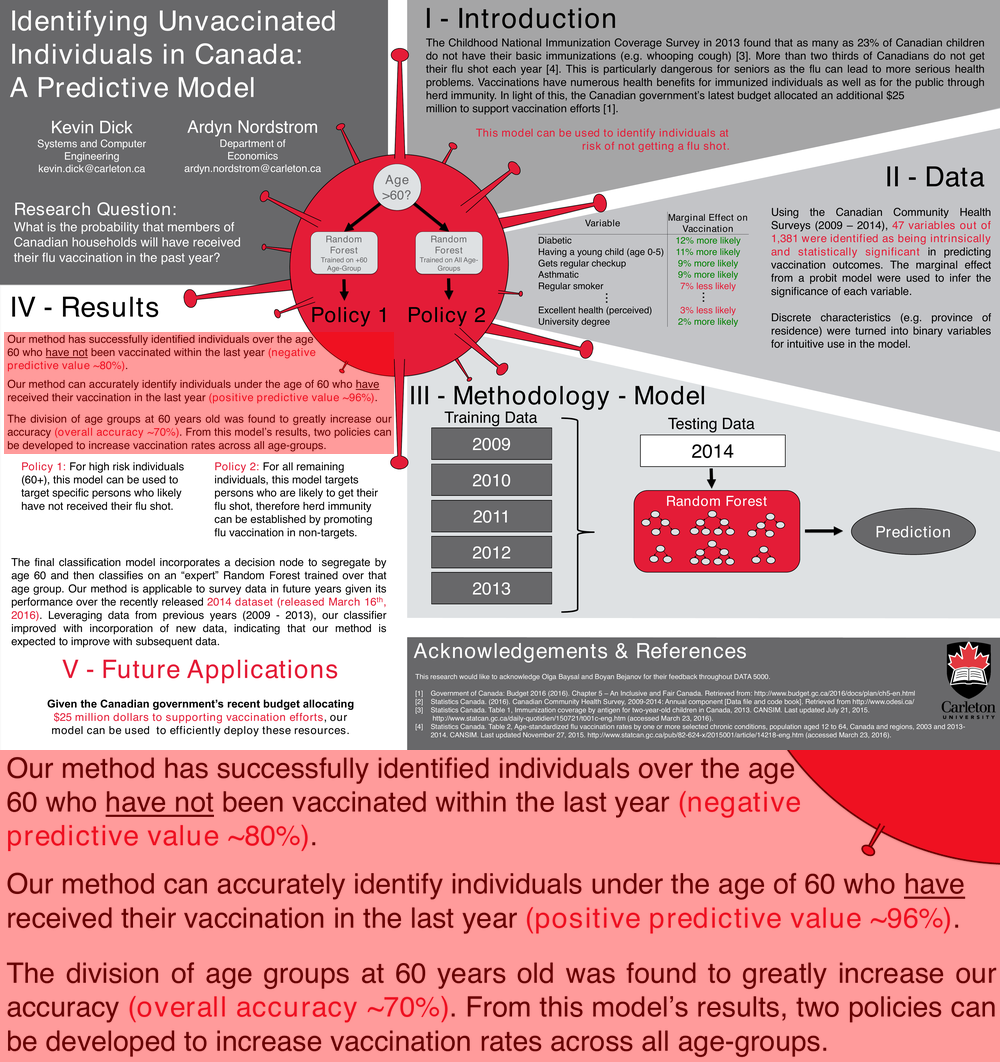 Identifying Unvaccinated
Individuals in Canada:
A Predictive Model
Kevin Dick
Systems and Computer
Engineering
kevin.dick@carleton.ca
Ardyn Nordstrom
Department of
Economics
ardyn.nordstrom@carleton.ca
Research Question:
What is the probability that members of
Canadian households will have received
their flu vaccination in the past year?
I - Introduction
The Childhood National Immunization Coverage Survey in 2013 found that as many as 23% of Canadian children
do not have their basic immunizations (e.g. whooping cough) [3]. More than two thirds of Canadians do not get
their flu shot each year [4]. This is particularly dangerous for seniors as the flu can lead to more serious health
problems. Vaccinations have numerous health benefits for immunized individuals as well as for the public through
herd immunity. In light of this, the Canadian government's latest budget allocated an additional $25
million to support vaccination efforts [1].
This model can be used to identify individuals at
risk of not getting a flu shot.
Age
>60?
Random
Forest
Trained on +60
Age-Group
Random
Forest
Trained on All Age-
Groups
Policy 1
Policy 2
II - Data
Variable
Marginal Effect on
Vaccination
Diabetic 12% more likely
Having a young child (age 0-5) 11% more likely
Gets regular checkup 9% more likely
Asthmatic 9% more likely
Regular smoker 7% less likely
⋮ ⋮
Excellent health (perceived) 3% less likely
University degree 2% more likely
Using the Canadian Community Health
Surveys (2009 – 2014), 47 variables out of
1,381 were identified as being intrinsically
and statistically significant in predicting
vaccination outcomes. The marginal effect
from a probit model were used to infer the
significance of each variable.
Discrete characteristics (e.g. province of
residence) were turned into binary variables
for intuitive use in the model.
III - Methodology - Model
Training Data
2009
2010
2011
2012
2013
Testing Data
2014
Random Forest
Prediction
IV - Results
Our method has successfully identified individuals over the age
60 who have not been vaccinated within the last year (negative
predictive value ~80%).
Our method can accurately identify individuals under the age of 60 who have
received their vaccination in the last year (positive predictive value ~96%).
The division of age groups at 60 years old was found to greatly increase our
accuracy (overall accuracy ~70%). From this model's results, two policies can
be developed to increase vaccination rates across all age-groups.
Policy 1: For high risk individuals
(60+), this model can be used to
target specific persons who likely
have not received their flu shot.
Policy 2: For all remaining
individuals, this model targets
persons who are likely to get their
flu shot, therefore herd immunity
can be established by promoting
flu vaccination in non-targets.
The final classification model incorporates a decision node to segregate by
age 60 and then classifies on an “expert” Random Forest trained over that
age group. Our method is applicable to survey data in future years given its
performance over the recently released 2014 dataset (released March 16th,
2016). Leveraging data from previous years (2009 - 2013), our classifier
improved with incorporation of new data, indicating that our method is
expected to improve with subsequent data.
V - Future Applications
Given the Canadian government's recent budget allocating
$25 million dollars to supporting vaccination efforts, our
model can be used to efficiently deploy these resources.
Acknowledgements & References
This research would like to acknowledge Olga Baysal and Boyan Bejanov for their feedback throughout DATA 5000.
[1] Government of Canada: Budget 2016 (2016). Chapter 5 – An Inclusive and Fair Canada. Retrieved from: http://www.budget.gc.ca/2016/docs/plan/ch5-en.html
[2] Statistics Canada. (2016). Canadian Community Health Survey, 2009-2014: Annual component [Data file and code book]. Retrieved from http://www.odesi.ca/
[3] Statistics Canada. Table 1, Immunization coverage by antigen for two-year-old children in Canada, 2013. CANSIM. Last updated July 21, 2015.
http://www.statcan.gc.ca/daily-quotidien/150721/t001c-eng.htm (accessed March 23, 2016).
[4] Statistics Canada. Table 2, Age-standardized flu vaccination rates by one or more selected chronic conditions, population aged 12 to 64, Canada and regions, 2003 and 2013-
2014. CANSIM. Last updated November 27, 2015. http://www.statcan.gc.ca/pub/82-624-x/2015001/article/14218-eng.htm (accessed March 23, 2016).
Carleton
UNIVERSITY
Our method has successfully identified individuals over the age
60 who have not been vaccinated within the last year (negative
predictive value ~80%).
Our method can accurately identify individuals under the age of 60 who have
received their vaccination in the last year (positive predictive value ~96%).
The division of age groups at 60 years old was found to greatly increase our
accuracy (overall accuracy ~70%). From this model's results, two policies can
be developed to increase vaccination rates across all age-groups.